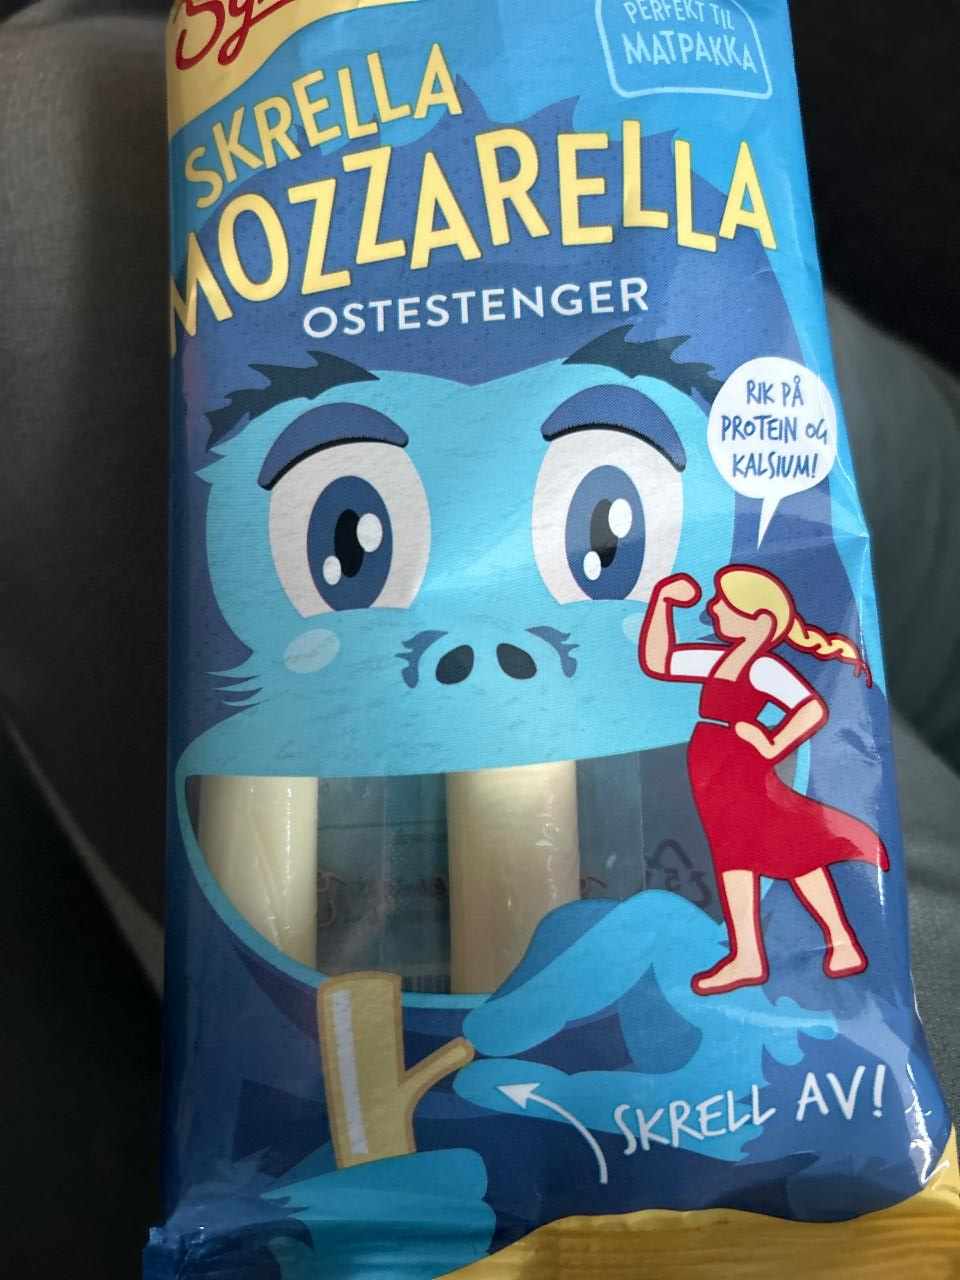 PERFEKT TIL
MATPAKKA
SKRELLA
MOZZARELLA
OSTESTENGER
RIK PÅ
PROTEIN OG
KALSIUM!
SKRELL AV!